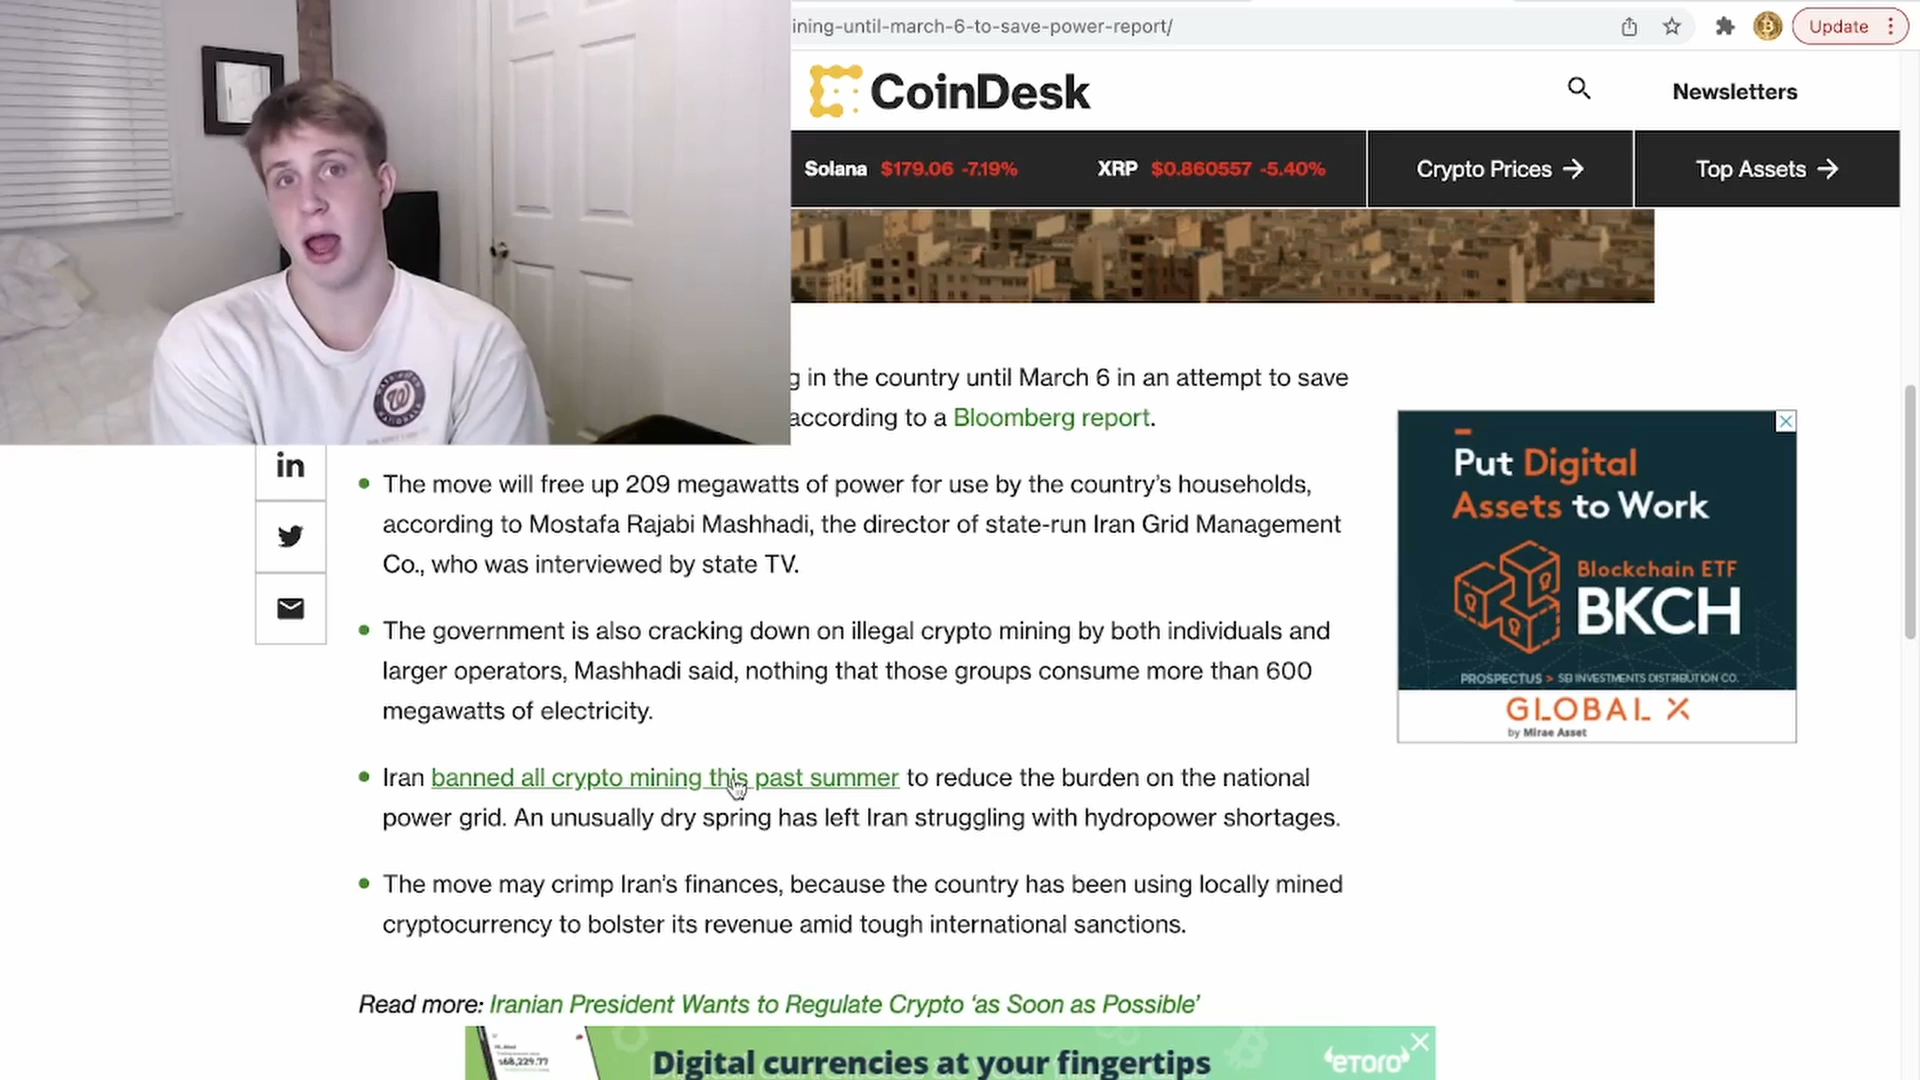 ining-until-march-6-to-save-power-report/
Update
CoinDesk
Newsletters
Solana $179.06 -7.19% XRP $0.860557 -5.40% Crypto Prices → Top Assets →
g in the country until March 6 in an attempt to save
according to a Bloomberg report.
in
The move will free up 209 megawatts of power for use by the country's households,
according to Mostafa Rajabi Mashhadi, the director of state-run Iran Grid Management
Co., who was interviewed by state TV.
The government is also cracking down on illegal crypto mining by both individuals and
larger operators, Mashhadi said, nothing that those groups consume more than 600
megawatts of electricity.
Iran banned all crypto mining this past summer to reduce the burden on the national
power grid. An unusually dry spring has left Iran struggling with hydropower shortages.
The move may crimp Iran's finances, because the country has been using locally mined
cryptocurrency to bolster its revenue amid tough international sanctions.
Read more: Iranian President Wants to Regulate Crypto 'as Soon as Possible'
Put Digital
Assets to Work
Blockchain ETF
BKCH
PROSPECTUS > SEI INVESTMENTS DISTRIBUTION CO.
GLOBAL X
by Mirae Asset
$68,229.77
Digital currencies at your fingertips
eToro
W